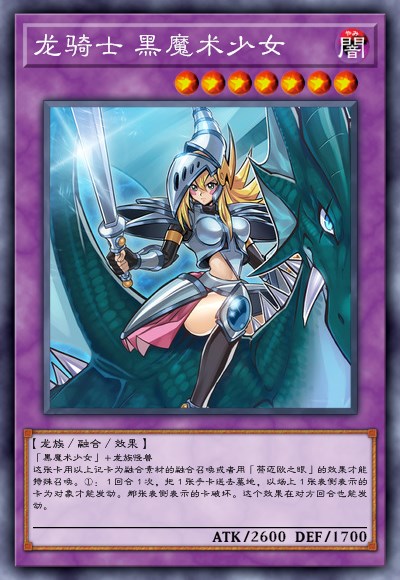 龙骑士 黑魔术少女
やみ
闇
【龙族/融合/效果】
「黑魔术少女」+龙族怪兽
这张卡用以上记卡为融合素材的融合召唤或者用「蒂迈欧之眼」的效果才能
特殊召唤。①:1回合1次,把1张手卡送去墓地,以场上1张表侧表示的
卡为对象才能发动。那张表侧表示的卡破坏。这个效果在对方回合也能发
动。
ATK/2600 DEF/1700